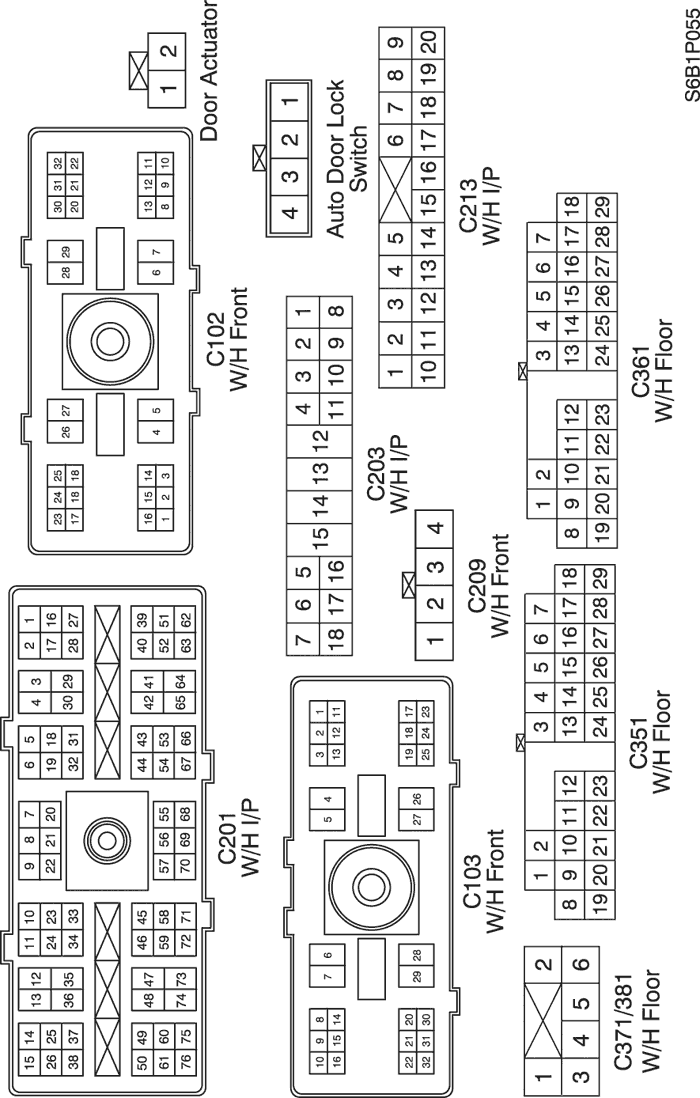 15 14 13 12 11 10 9 8 7 6 5 4 3 2 1
26 25 24 23 22 21 20 19 18 17 16
38 37 36 35 34 33 32 31 30 29 28 27
50 49 48 47 46 45 44 43 42 41 40 39
61 60 59 58 57 56 55 54 53 52 51
76 75 74 73 72 71 70 69 68 67 66 65 64 63 62
C201
W/H I/P
23 24 25 26 27 28 29 30 31 32
17 18 18 20 21 22
16 15 14 4 5 6 7 13 12 11
1 2 3 8 9 10
C102
W/H Front
1 2
Door Actuator
10 9 8 7 6 5 4 3 2 1
16 15 14 13 12 11
22 21 20 29 28 27 26 19 18 17
32 31 30 25 24 23
C103
W/H Front
7 6 5 15 14 13 12 4 3 2 1
18 17 16 11 10 9 8
C203
W/H I/P
4 3 2 1
Auto Door Lock
Switch
1 2 3 4
C209
W/H Front
1 2 3 4 5 6 7 8 9
10 11 12 13 14 15 16 17 18 19 20
C213
W/H I/P
1 2
3 4 5 6
C371/381
W/H Floor
1 2 3 4 5 6 7
8 9 10 11 12 13 14 15 16 17 18
19 20 21 22 23 24 25 26 27 28 29
C351
W/H Floor
1 2 3 4 5 6 7
8 9 10 11 12 13 14 15 16 17 18
19 20 21 22 23 24 25 26 27 28 29
C361
W/H Floor
S6B1P055